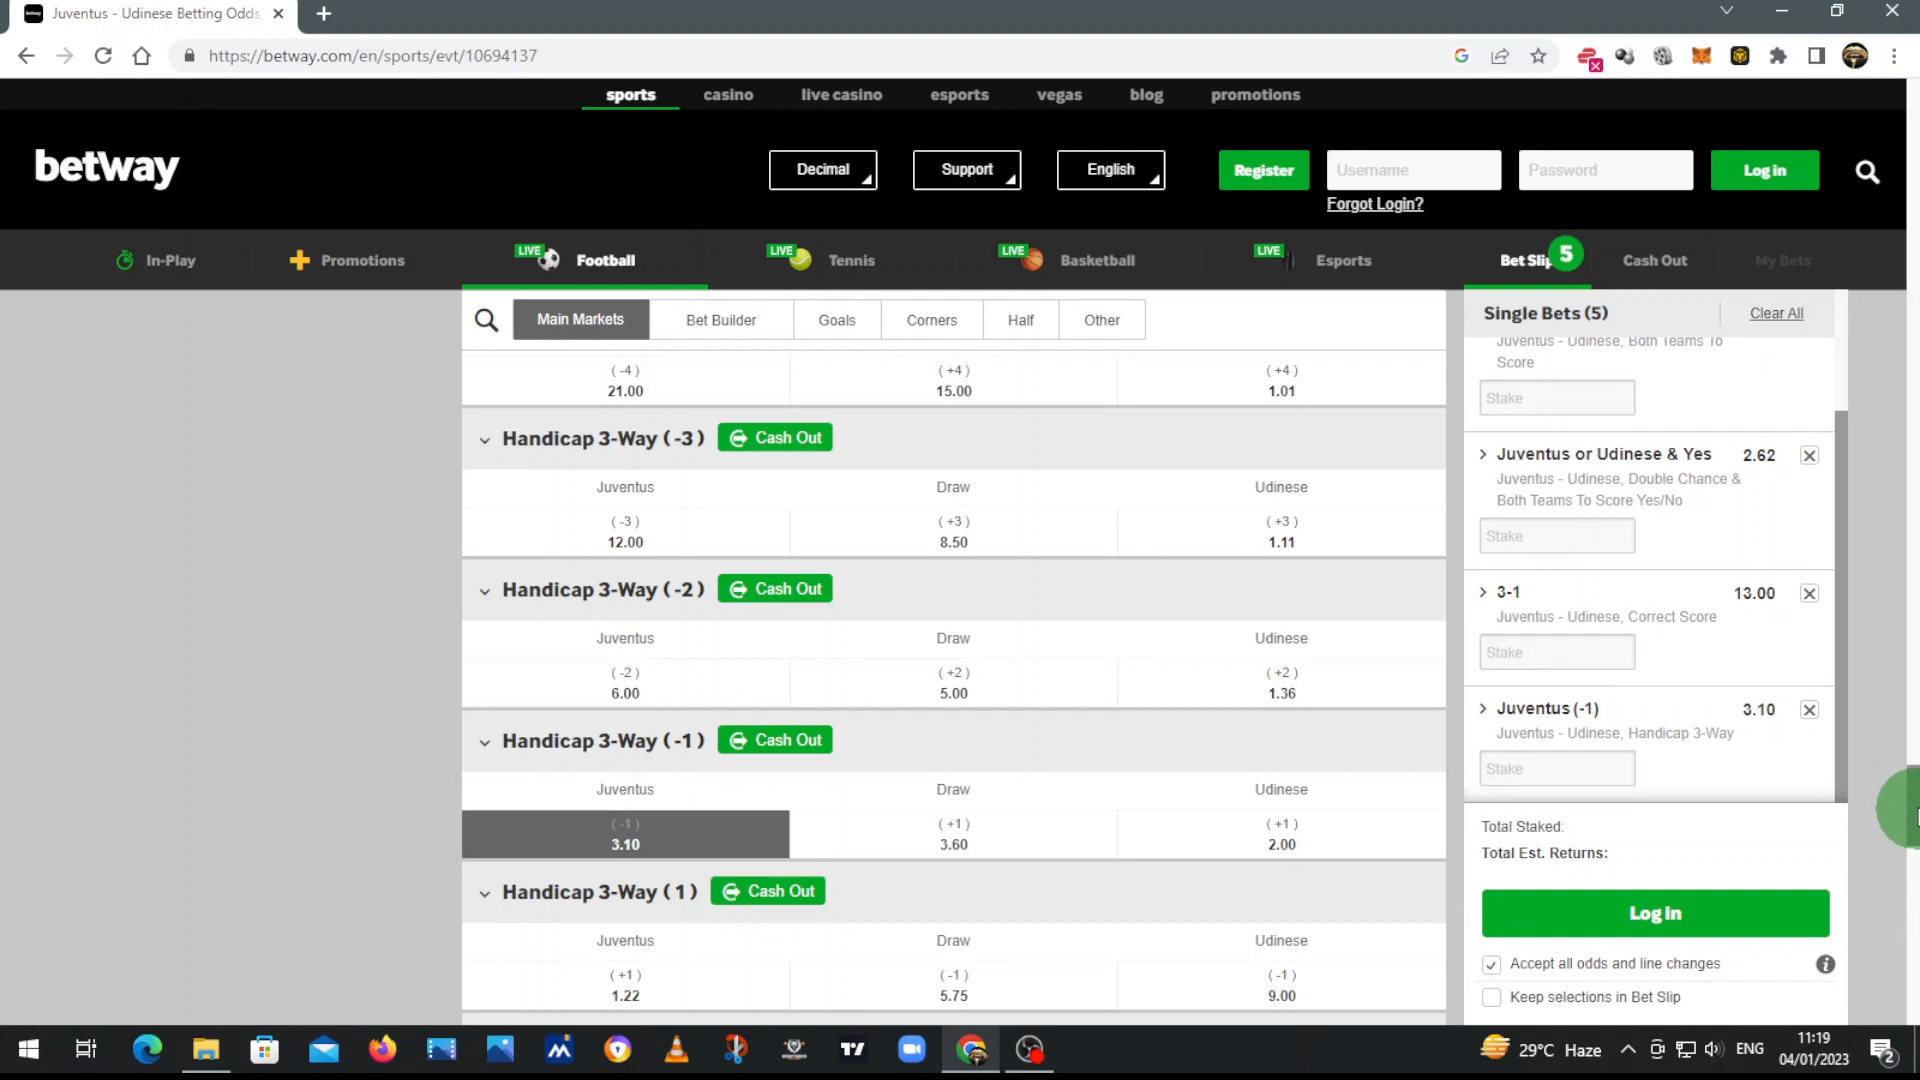 Juventus - Udinese Betting Odds,
https://betway.com/en/sports/evt/10694137
sports casino live casino esports vegas blog promotions
betway
Decimal Support English Register Username Password Log in
Forgot Login?
In-Play Promotions LIVE Football LIVE Tennis LIVE Basketball LIVE Esports Bet Slip 5 Cash Out My Bets
Main Markets Bet Builder Goals Corners Half Other
( -4 ) ( +4 ) ( +4 )
21.00 15.00 1.01
Handicap 3-Way ( -3 ) Cash Out
Juventus Draw Udinese
( -3 ) ( +3 ) ( +3 )
12.00 8.50 1.11
Handicap 3-Way ( -2 ) Cash Out
Juventus Draw Udinese
( -2 ) ( +2 ) ( +2 )
6.00 5.00 1.36
Handicap 3-Way ( -1 ) Cash Out
Juventus Draw Udinese
( -1 ) ( +1 ) ( +1 )
3.10 3.60 2.00
Handicap 3-Way ( 1 ) Cash Out
Juventus Draw Udinese
( +1 ) ( -1 ) ( -1 )
1.22 5.75 9.00
Single Bets (5) Clear All
Juventus - Udinese, Both Teams To
Score
Stake
Juventus or Udinese & Yes 2.62
Juventus - Udinese, Double Chance &
Both Teams To Score Yes/No
Stake
3-1 13.00
Juventus - Udinese, Correct Score
Stake
Juventus (-1) 3.10
Juventus - Udinese, Handicap 3-Way
Stake
Total Staked:
Total Est. Returns:
Log in
Accept all odds and line changes
Keep selections in Bet Slip
29°C Haze ENG 11:19
04/01/2023 2